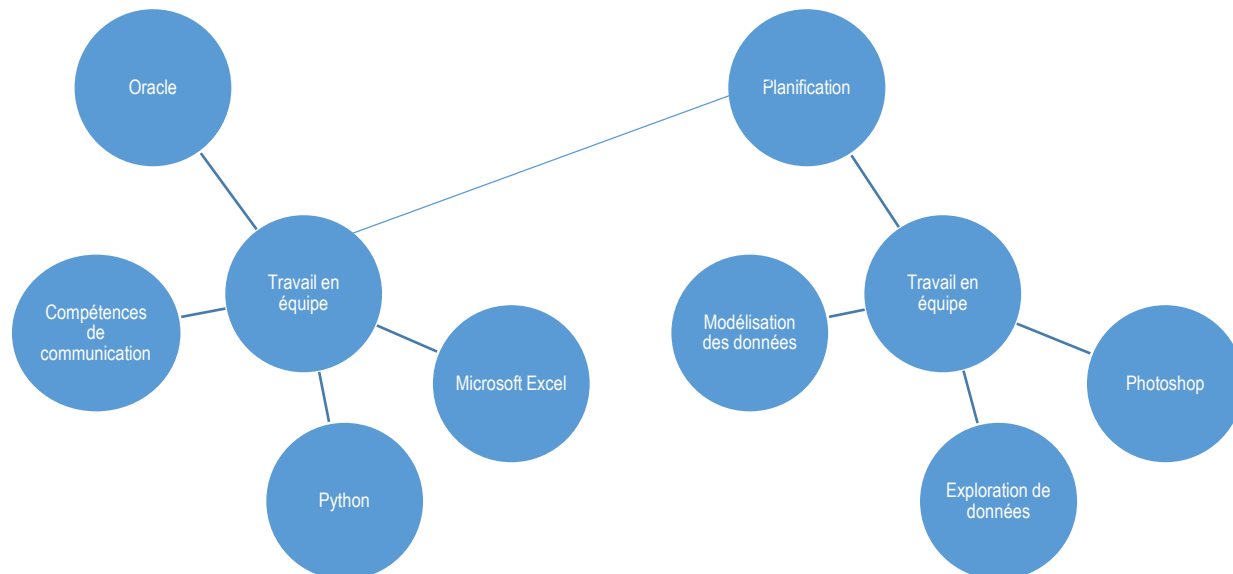 Oracle
Planification
Travail en
équipe
Travail en
équipe
Compétences
de
communication
Modélisation
des données
Microsoft Excel
Photoshop
Python
Exploration de
données